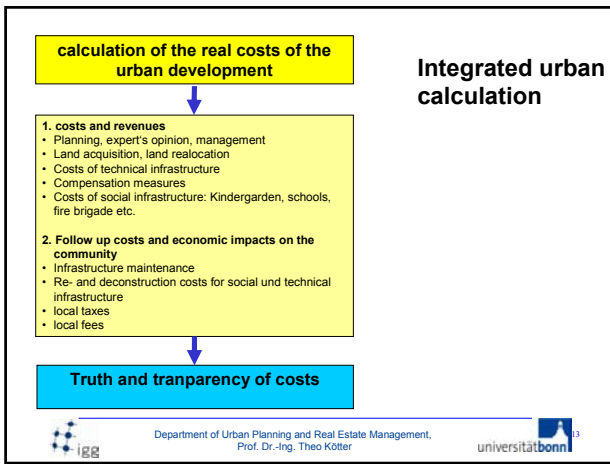 calculation of the real costs of the
urban development
Integrated urban
calculation
1. costs and revenues
• Planning, expert's opinion, management
• Land acquisition, land realocation
• Costs of technical infrastructure
• Compensation measures
• Costs of social infrastructure: Kindergarden, schools,
fire brigade etc.
2. Follow up costs and economic impacts on the
community
• Infrastructure maintenance
• Re- and deconstruction costs for social und technical
infrastructure
• local taxes
• local fees
Truth and tranparency of costs
igg
Department of Urban Planning and Real Estate Management,
Prof. Dr.-Ing. Theo Kötter
universitätbonn
13